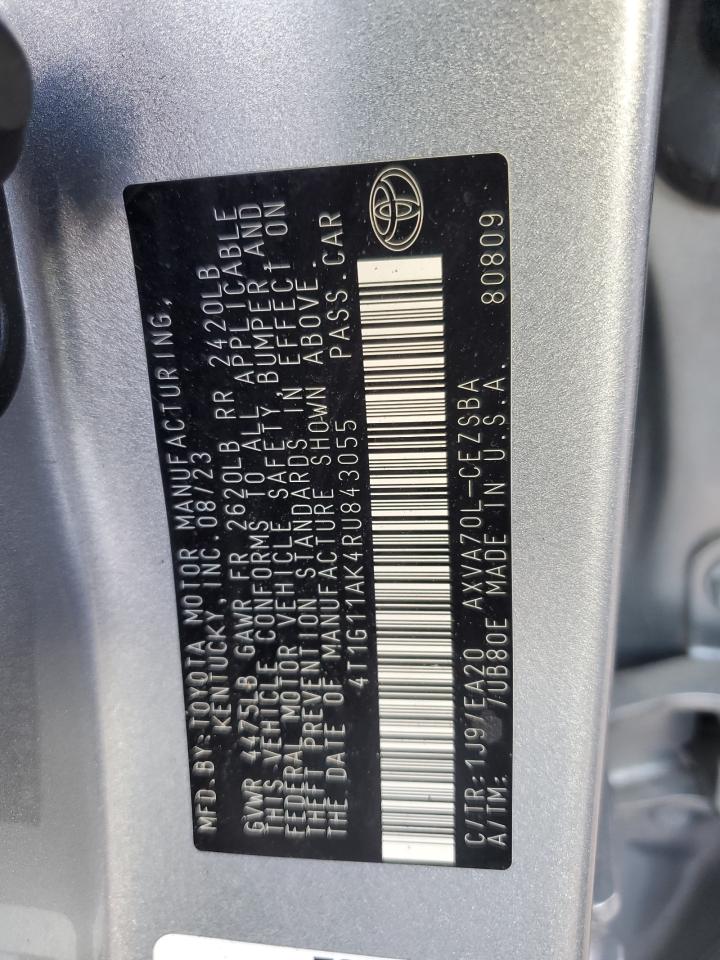 MFD.BY: TOYOTA MOTOR MANUFACTURING,
KENTUCKY, INC. 08/23
GVWR 4475LB GAWR FR 2620LB RR 2420LB
THIS VEHICLE CONFORMS TO ALL APPLICABLE
FEDERAL MOTOR VEHICLE SAFETY, BUMPER AND
THEFT PREVENTION STANDARDS IN EFFECT ON
THE DATE OF MANUFACTURE SHOWN ABOVE.
4T1G11AK4RU843055 PASS.CAR
C/TR:1J9/EA20 AXVA70L-CEZSBA
A/TM: 7UB80E MADE IN U.S.A. 80809